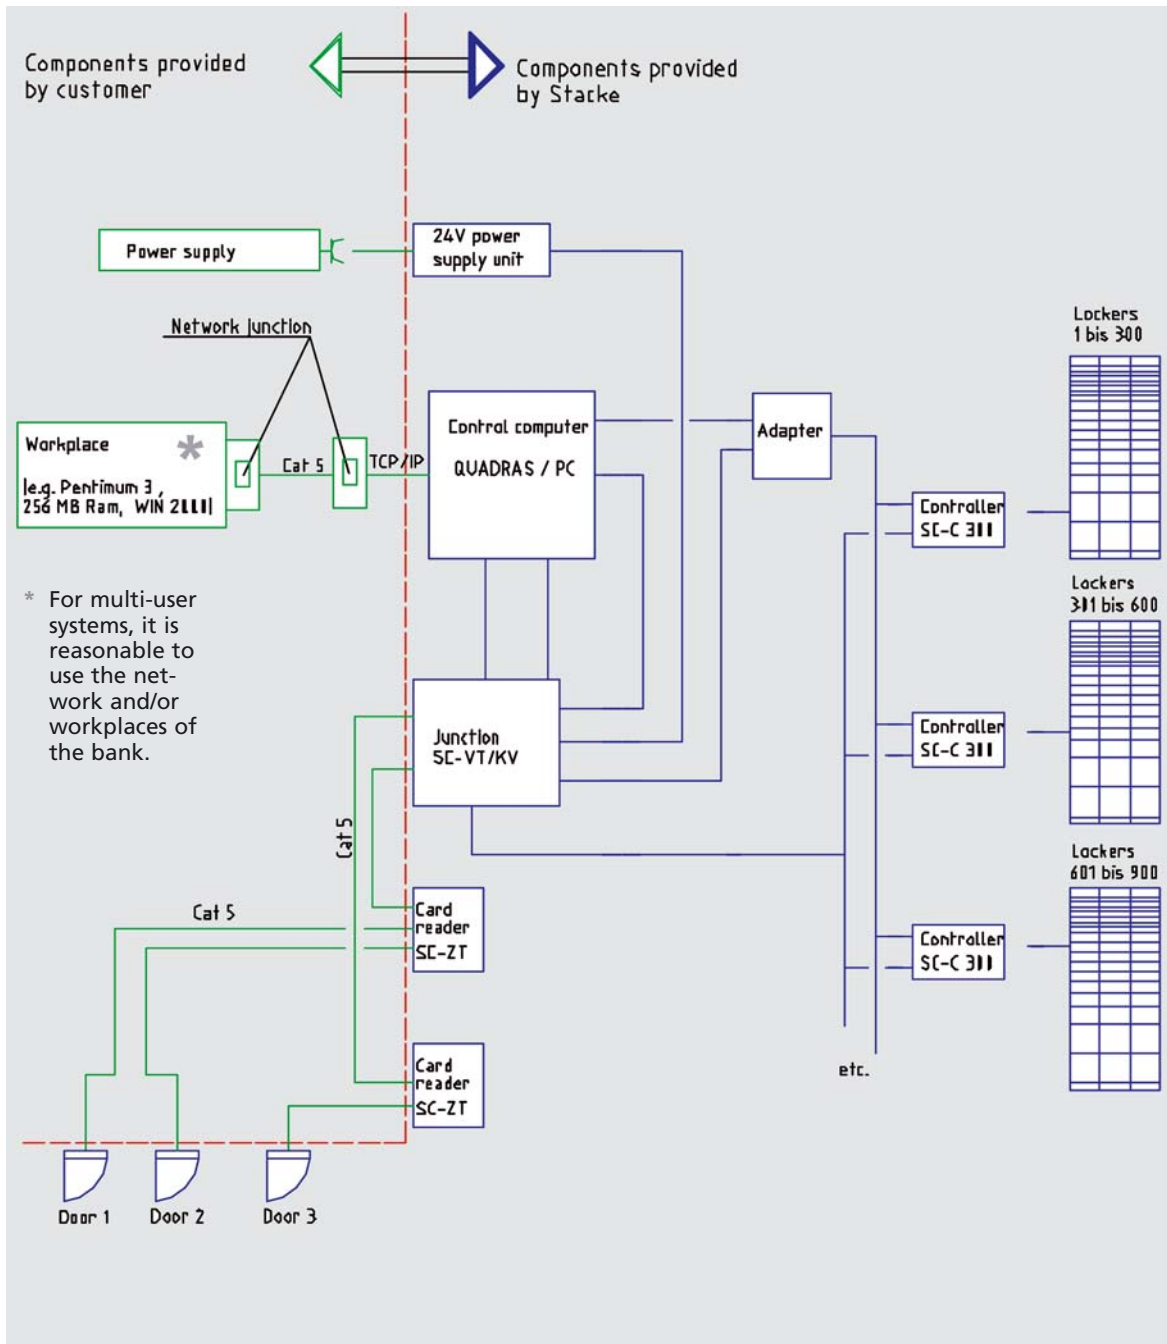 Components provided
by customer
Components provided
by Stacke
Power supply
24V power
supply unit
Network junction
Lockers
1 bis 300
Workplace
*
(e.g. Pentimum 3,
256 MB Ram, WIN 2000)
Cat 5
TCP/IP
Control computer
QUADRAS / PC
Adapter
Controller
SC-C 300
* For multi-user
systems, it is
reasonable to
use the net-
work and/or
workplaces of
the bank.
Lockers
301 bis 600
Junction
SC-VT/KV
Controller
SC-C 300
Cat 5
Lockers
601 bis 900
Cat 5
Card
reader
SC-ZT
Controller
SC-C 300
Card
reader
SC-ZT
etc.
Door 1
Door 2
Door 3